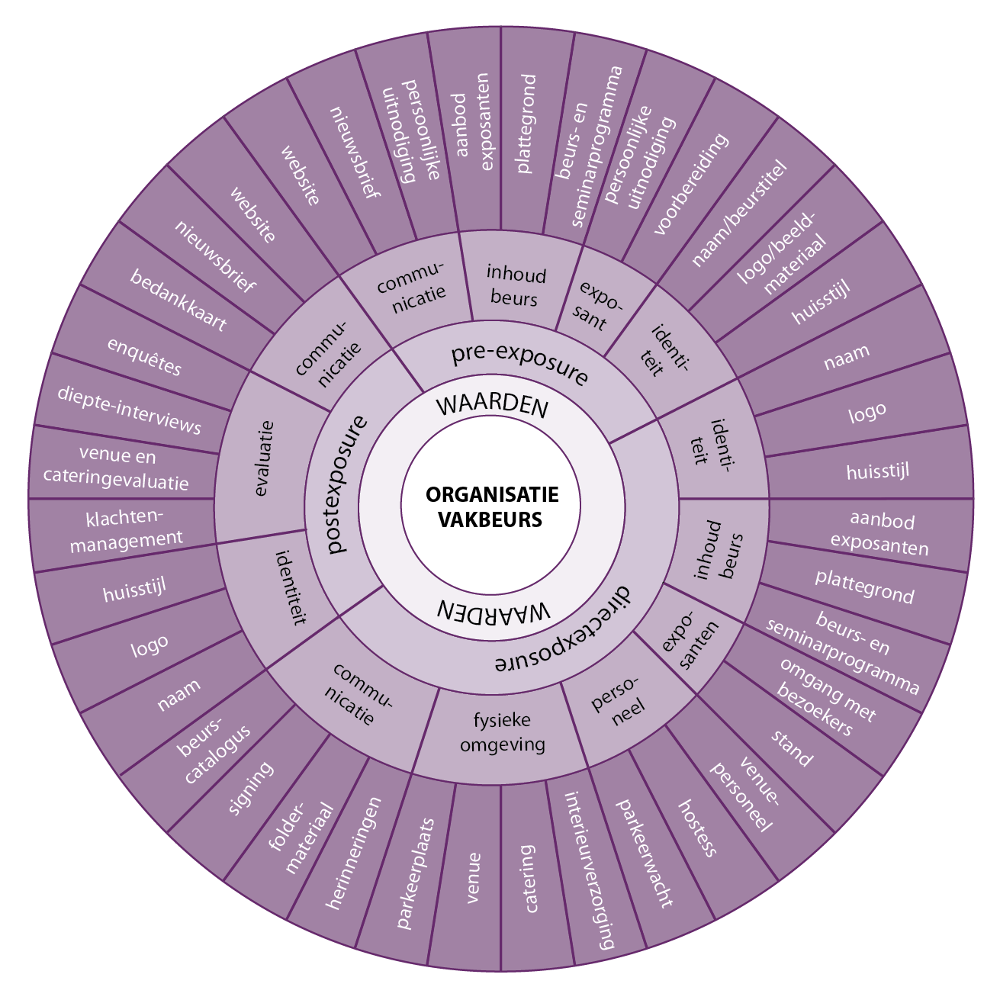 ORGANISATIE
VAKBEURS
WAARDEN
WAARDEN
pre-exposure
directexposure
postexposure
commu-
nicatie
inhoud
beurs
expo-
sant
identi-
teit
identi-
teit
inhoud
beurs
expo-
santen
perso-
neel
fysieke
omgeving
commu-
nicatie
identiteit
evaluatie
commu-
nicatie
website
nieuwsbrief
persoonlijke
uitnodiging
aanbod
exposanten
plattegrond
beurs- en
seminarprogramma
persoonlijke
uitnodiging
voorbereiding
naam/beurstitel
logo/beeld-
materiaal
huisstijl
naam
logo
huisstijl
aanbod
exposanten
plattegrond
beurs- en
seminarprogramma
omgang met
bezoekers
stand
venue-
personeel
hostess
parkeerwacht
interieurverzorging
catering
venue
parkeerplaats
herinneringen
folder-
materiaal
signing
beurs-
catalogus
naam
logo
huisstijl
klachten-
management
venue en
cateringevaluatie
diepte-interviews
enquêtes
bedankkaart
nieuwsbrief
website